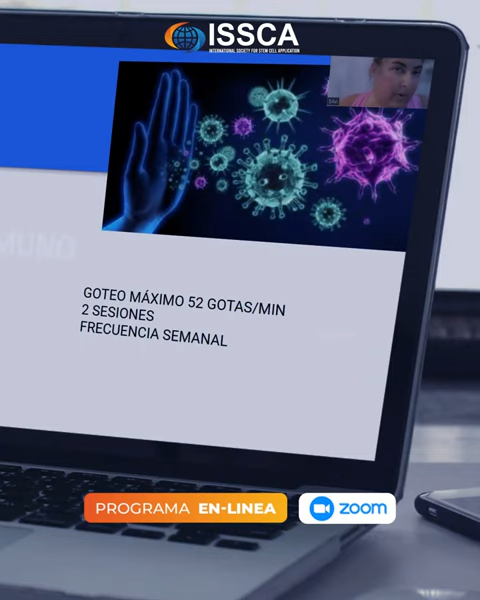 ISSCA
INTERNATIONAL SOCIETY FOR STEM CELL APPLICATION
GOTEO MÁXIMO 52 GOTAS/MIN
2 SESIONES
FRECUENCIA SEMANAL
PROGRAMA EN-LINEA
zoom